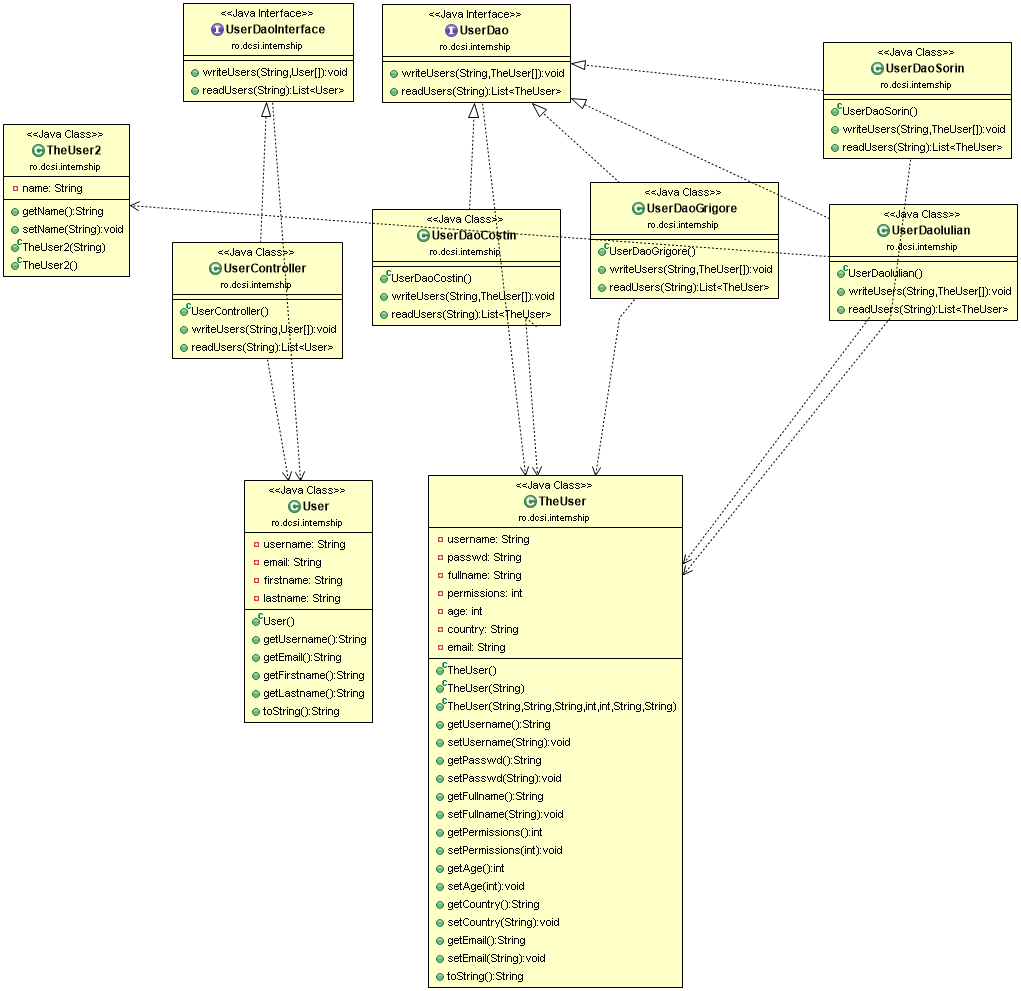 <<Java Interface>>
UserDaoInterface
ro.dcsi.internship
writeUsers(String,User[]):void
readUsers(String):List<User>
<<Java Interface>>
UserDao
ro.dcsi.internship
writeUsers(String,TheUser[]):void
readUsers(String):List<TheUser>
<<Java Class>>
UserDaoSorin
ro.dcsi.internship
UserDaoSorin()
writeUsers(String,TheUser[]):void
readUsers(String):List<TheUser>
<<Java Class>>
TheUser2
ro.dcsi.internship
name: String
getName():String
setName(String):void
TheUser2(String)
TheUser2()
<<Java Class>>
UserController
ro.dcsi.internship
UserController()
writeUsers(String,User[]):void
readUsers(String):List<User>
<<Java Class>>
UserDaoCostin
ro.dcsi.internship
UserDaoCostin()
writeUsers(String,TheUser[]):void
readUsers(String):List<TheUser>
<<Java Class>>
UserDaoGrigore
ro.dcsi.internship
UserDaoGrigore()
writeUsers(String,TheUser[]):void
readUsers(String):List<TheUser>
<<Java Class>>
UserDaoIulian
ro.dcsi.internship
UserDaoIulian()
writeUsers(String,TheUser[]):void
readUsers(String):List<TheUser>
<<Java Class>>
User
ro.dcsi.internship
username: String
email: String
firstname: String
lastname: String
User()
getUsername():String
getEmail():String
getFirstname():String
getLastname():String
toString():String
<<Java Class>>
TheUser
ro.dcsi.internship
username: String
passwd: String
fullname: String
permissions: int
age: int
country: String
email: String
TheUser()
TheUser(String)
TheUser(String,String,String,int,int,String,String)
getUsername():String
setUsername(String):void
getPasswd():String
setPasswd(String):void
getFullname():String
setFullname(String):void
getPermissions():int
setPermissions(int):void
getAge():int
setAge(int):void
getCountry():String
setCountry(String):void
getEmail():String
setEmail(String):void
toString():String